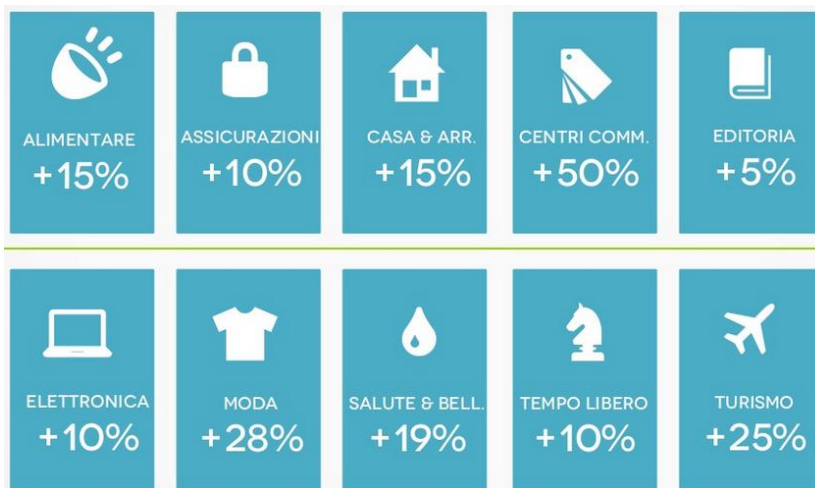 ALIMENTARE
+15%
ASSICURAZIONI
+10%
CASA & ARR.
+15%
CENTRI COMM.
+50%
EDITORIA
+5%
ELETTRONICA
+10%
MODA
+28%
SALUTE & BELL.
+19%
TEMPO LIBERO
+10%
TURISMO
+25%